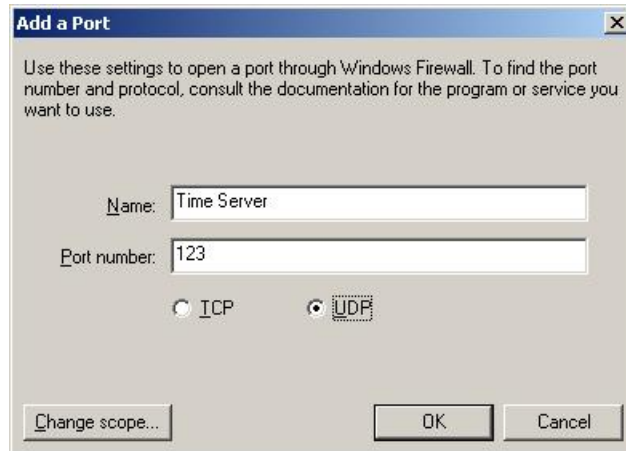 Add a Port
Use these settings to open a port through Windows Firewall. To find the port
number and protocol, consult the documentation for the program or service you
want to use.
Name: Time Server
Port number: 123
TCP UDP
Change scope... OK Cancel